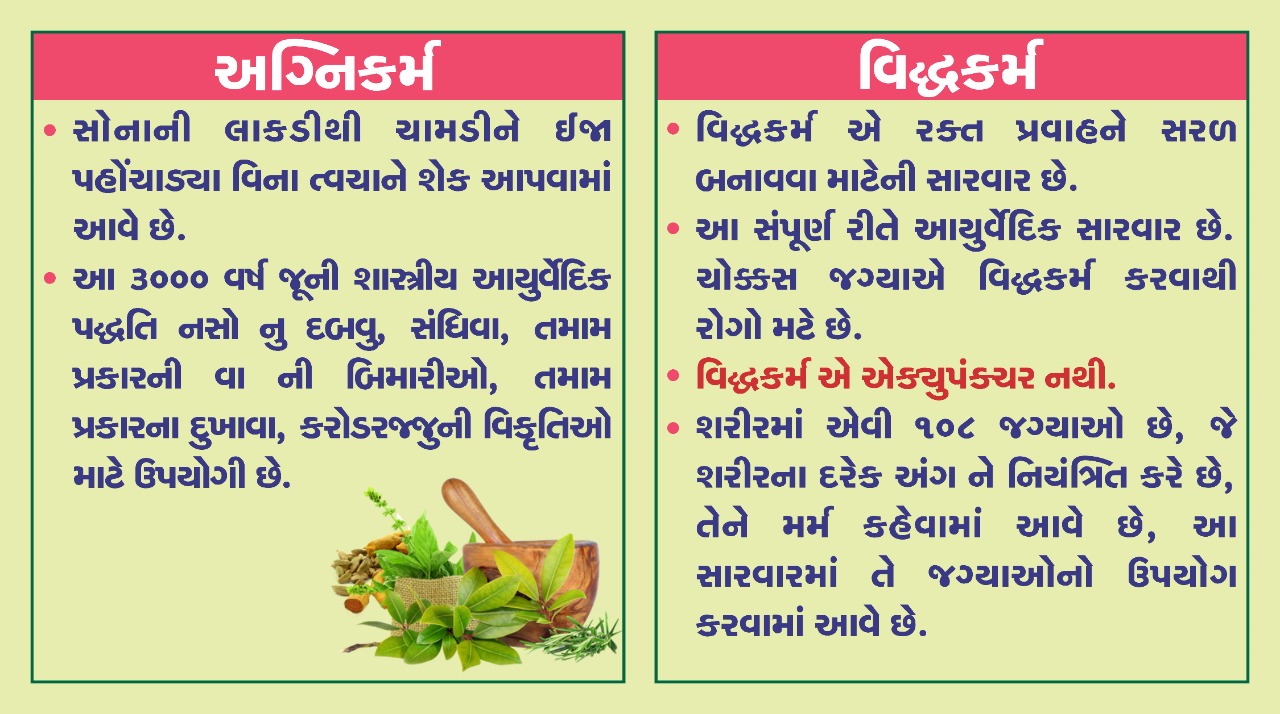 અગ્નિકર્મ
• સોનાની લાકડીથી ચામડીને ઈજા
પહોંચાડ્યા વિના ત્વચાને શેક આપવામાં
આવે છે.
• આ ૩૦૦૦ વર્ષ જૂની શાસ્ત્રીય આયુર્વેદિક
પદ્ધતિ નસો નુ દબવુ, સંધિવા, તમામ
પ્રકારની વા ની બિમારીઓ, તમામ
પ્રકારના દુખાવા, કરોડરજ્જુની વિકૃતિઓ
માટે ઉપયોગી છે.
વિદ્ધકર્મ
• વિદ્ધકર્મ એ રક્ત પ્રવાહને સરળ
બનાવવા માટેની સારવાર છે.
• આ સંપૂર્ણ રીતે આયુર્વેદિક સારવાર છે.
ચોક્કસ જગ્યાએ વિદ્ધકર્મ કરવાથી
રોગો મટે છે.
• વિદ્ધકર્મ એ એક્યુપંક્ચર નથી.
• શરીરમાં એવી ૧૦૮ જગ્યાઓ છે, જે
શરીરના દરેક અંગ ને નિયંત્રિત કરે છે,
તેને મર્મ કહેવામાં આવે છે, આ
સારવારમાં તે જગ્યાઓનો ઉપયોગ
કરવામાં આવે છે.